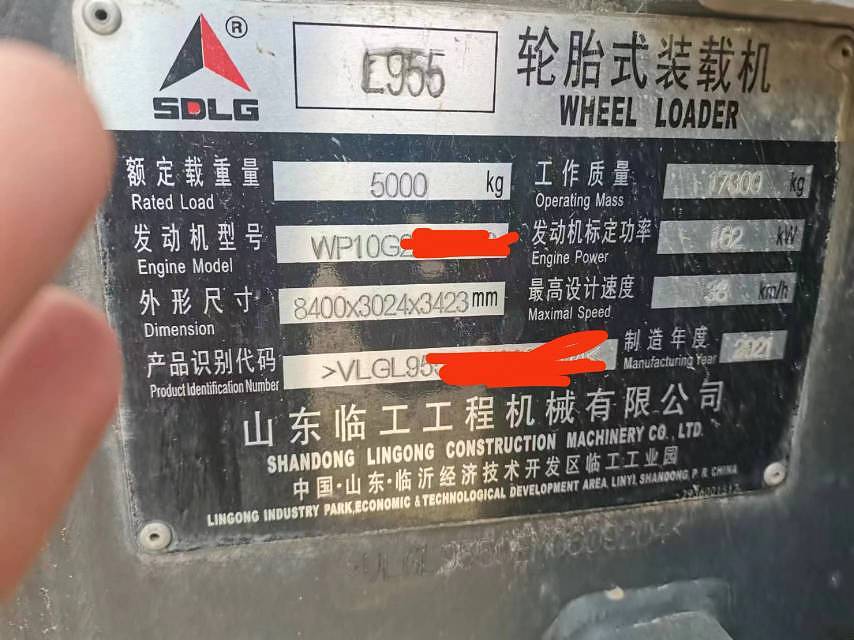 SDLG ®
L955
轮胎式装载机
WHEEL LOADER
额定载重量 5000 kg 工作质量 17300 kg
Rated Load Operating Mass
发动机型号 WP10G 发动机标定功率 162 kW
Engine Model Engine Power
外形尺寸 8400x3024x3423 mm 最高设计速度 38 km/h
Dimension Maximal Speed
产品识别代码 >VLGL95 制造年度 2021
Product Identification Number Manufacturing Year
山东临工工程机械有限公司
SHANDONG LINGONG CONSTRUCTION MACHINERY CO., LTD.
中国·山东·临沂经济技术开发区临工工业园
LINGONG INDUSTRY PARK,ECONOMIC & TECHNOLOGICAL DEVELOPMENT AREA, LINYI, SHANDONG, P. R. CHINA